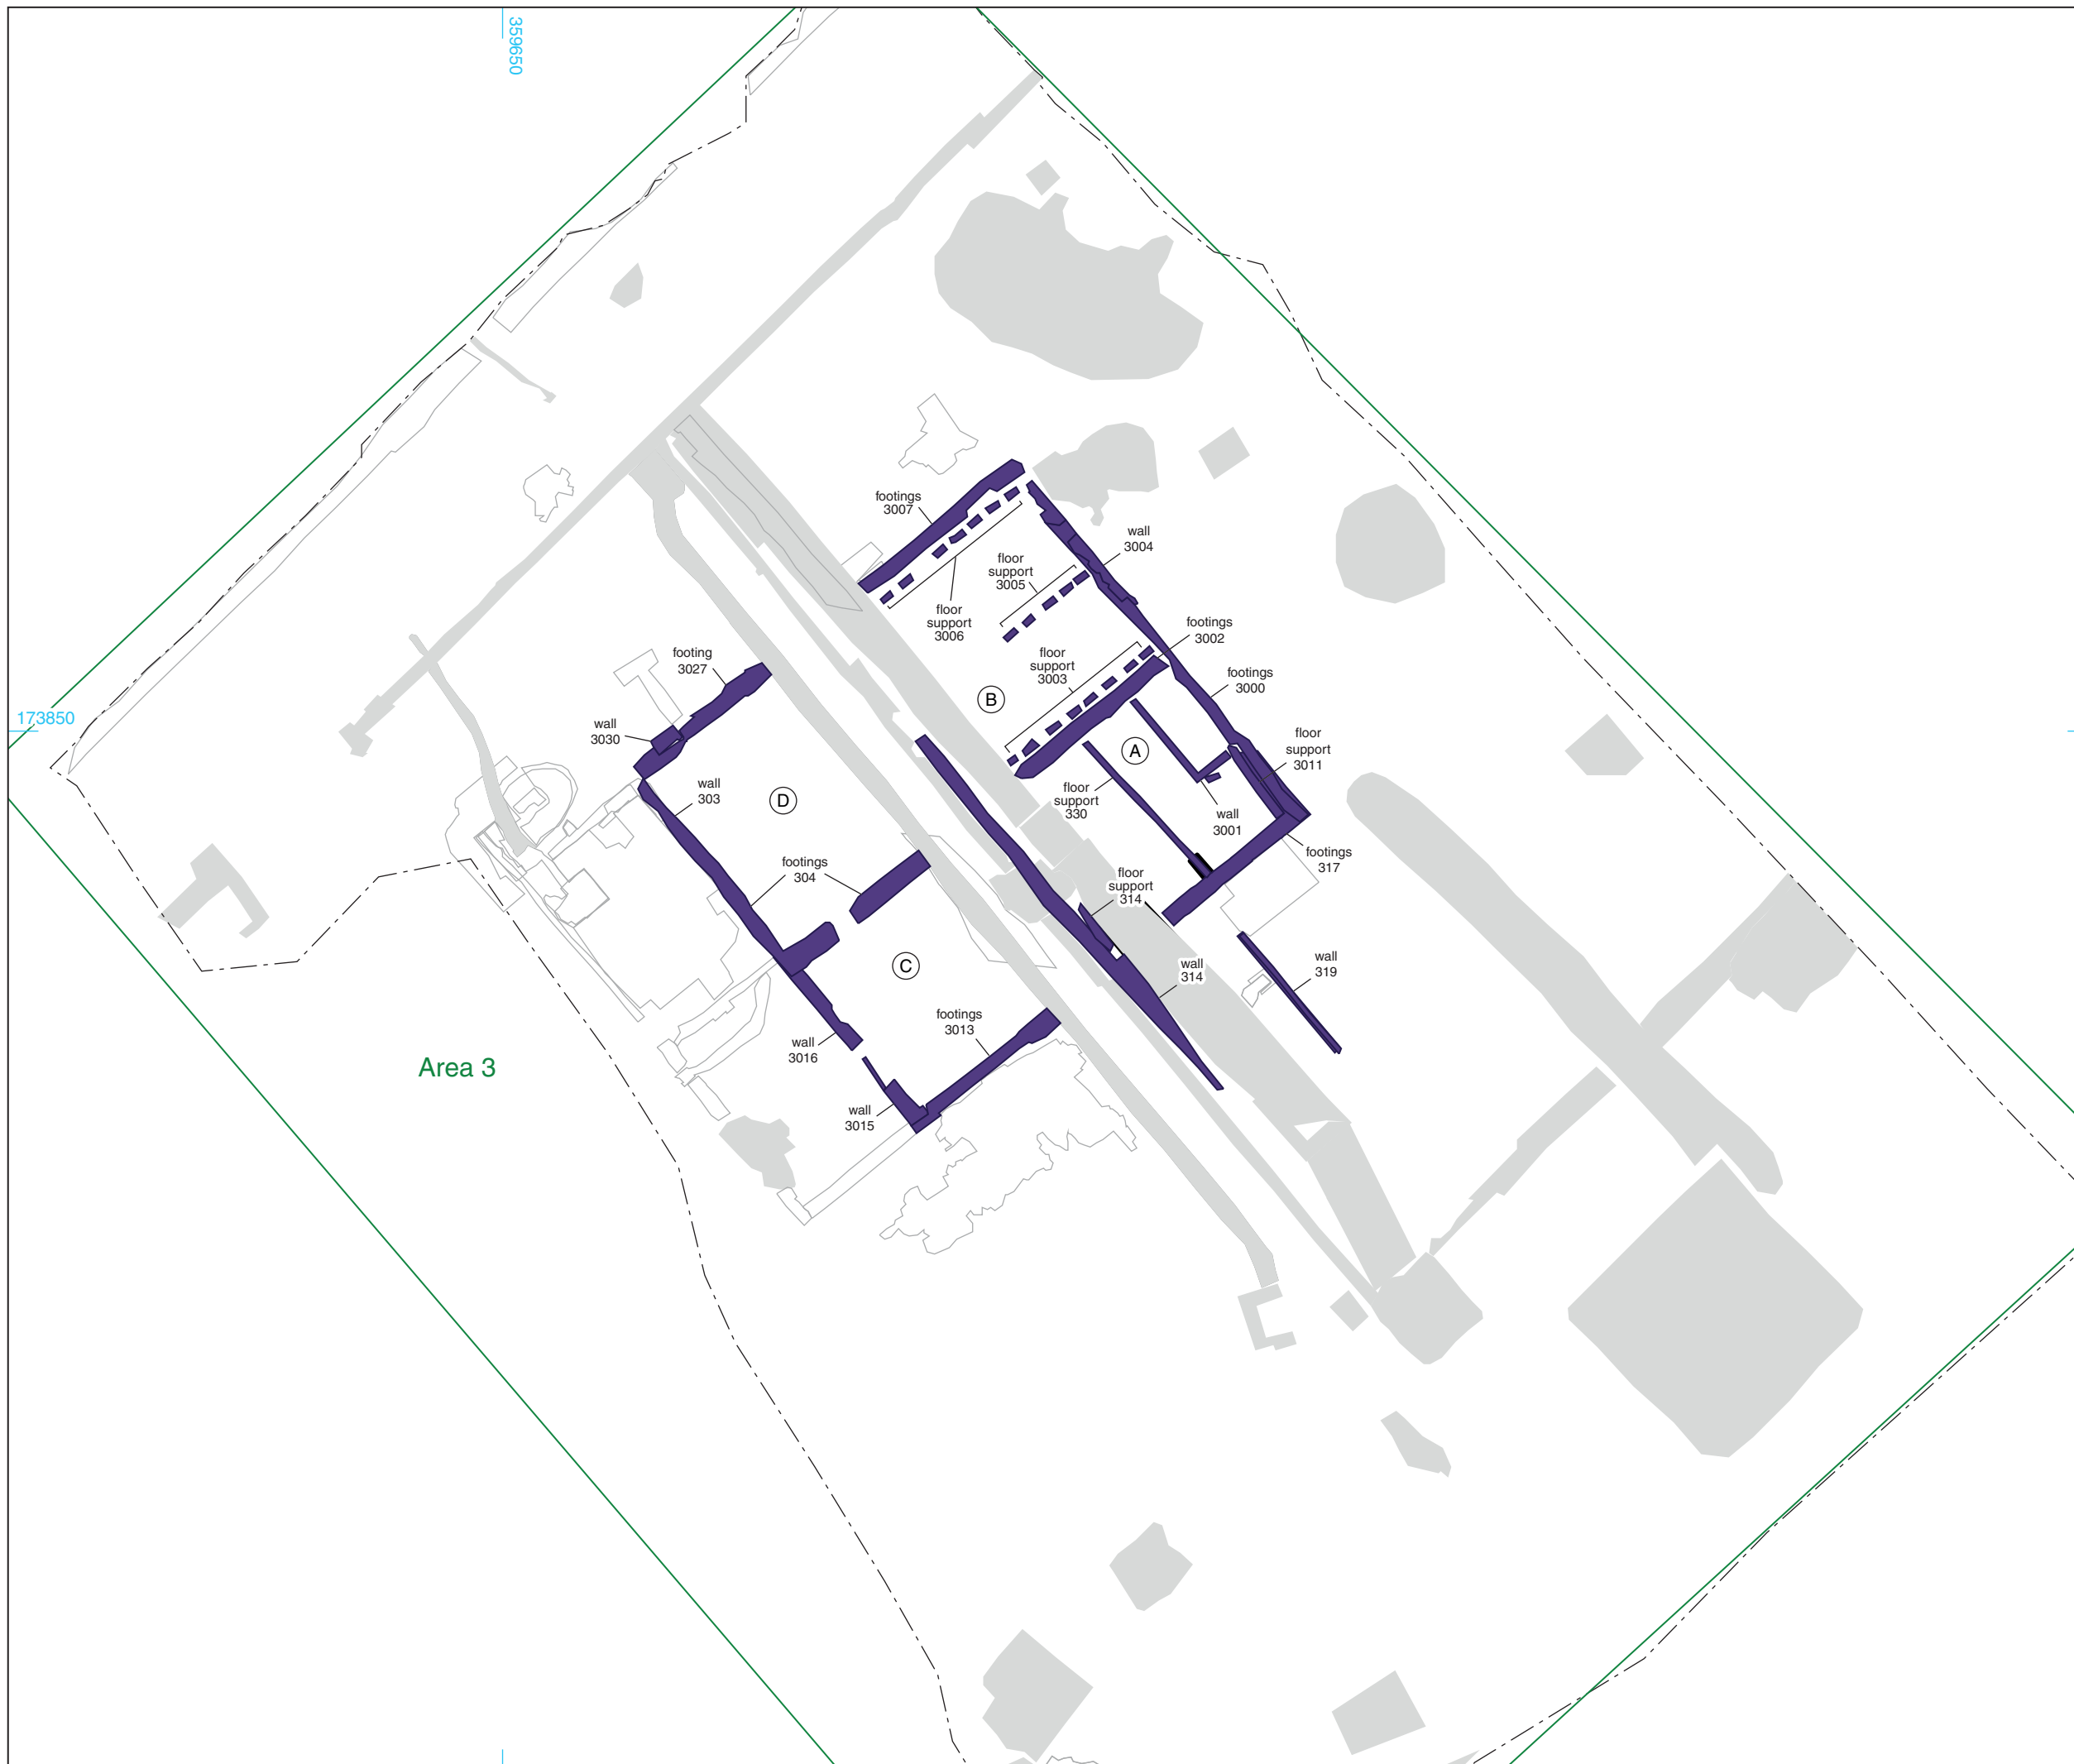 359650
footings
3007
wall
3004
floor
support
3005
floor
support
3006
footings
3002
footing
3027
floor
support
3003
footings
3000
B
173850
wall
3030
A
floor
support
3011
wall
303
D
floor
support
330
wall
3001
footings
317
footings
304
floor
support
314
C
wall
314
wall
319
footings
3013
wall
3016
Area 3
wall
3015